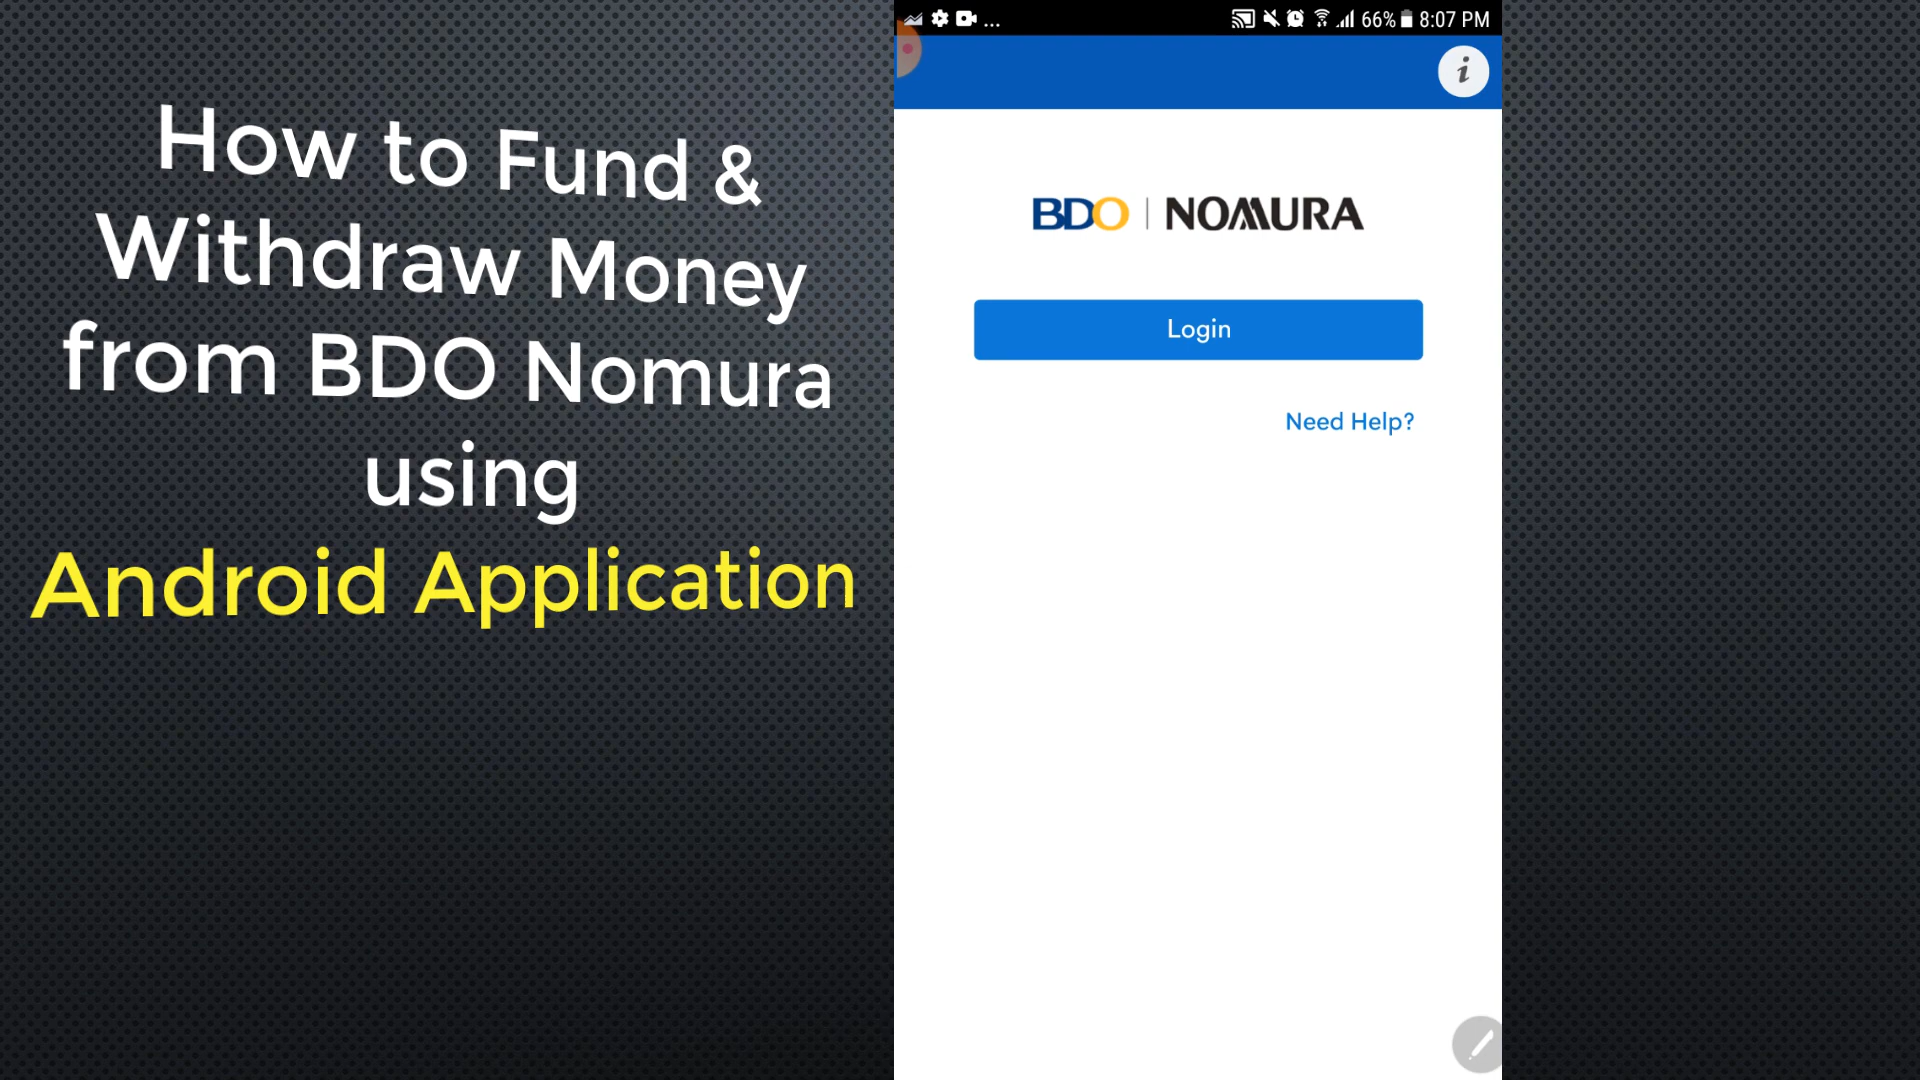 How to Fund &
Withdraw Money
from BDO Nomura
using
Android Application
... 66% 8:07 PM
i
BDO | NOMURA
Login
Need Help?